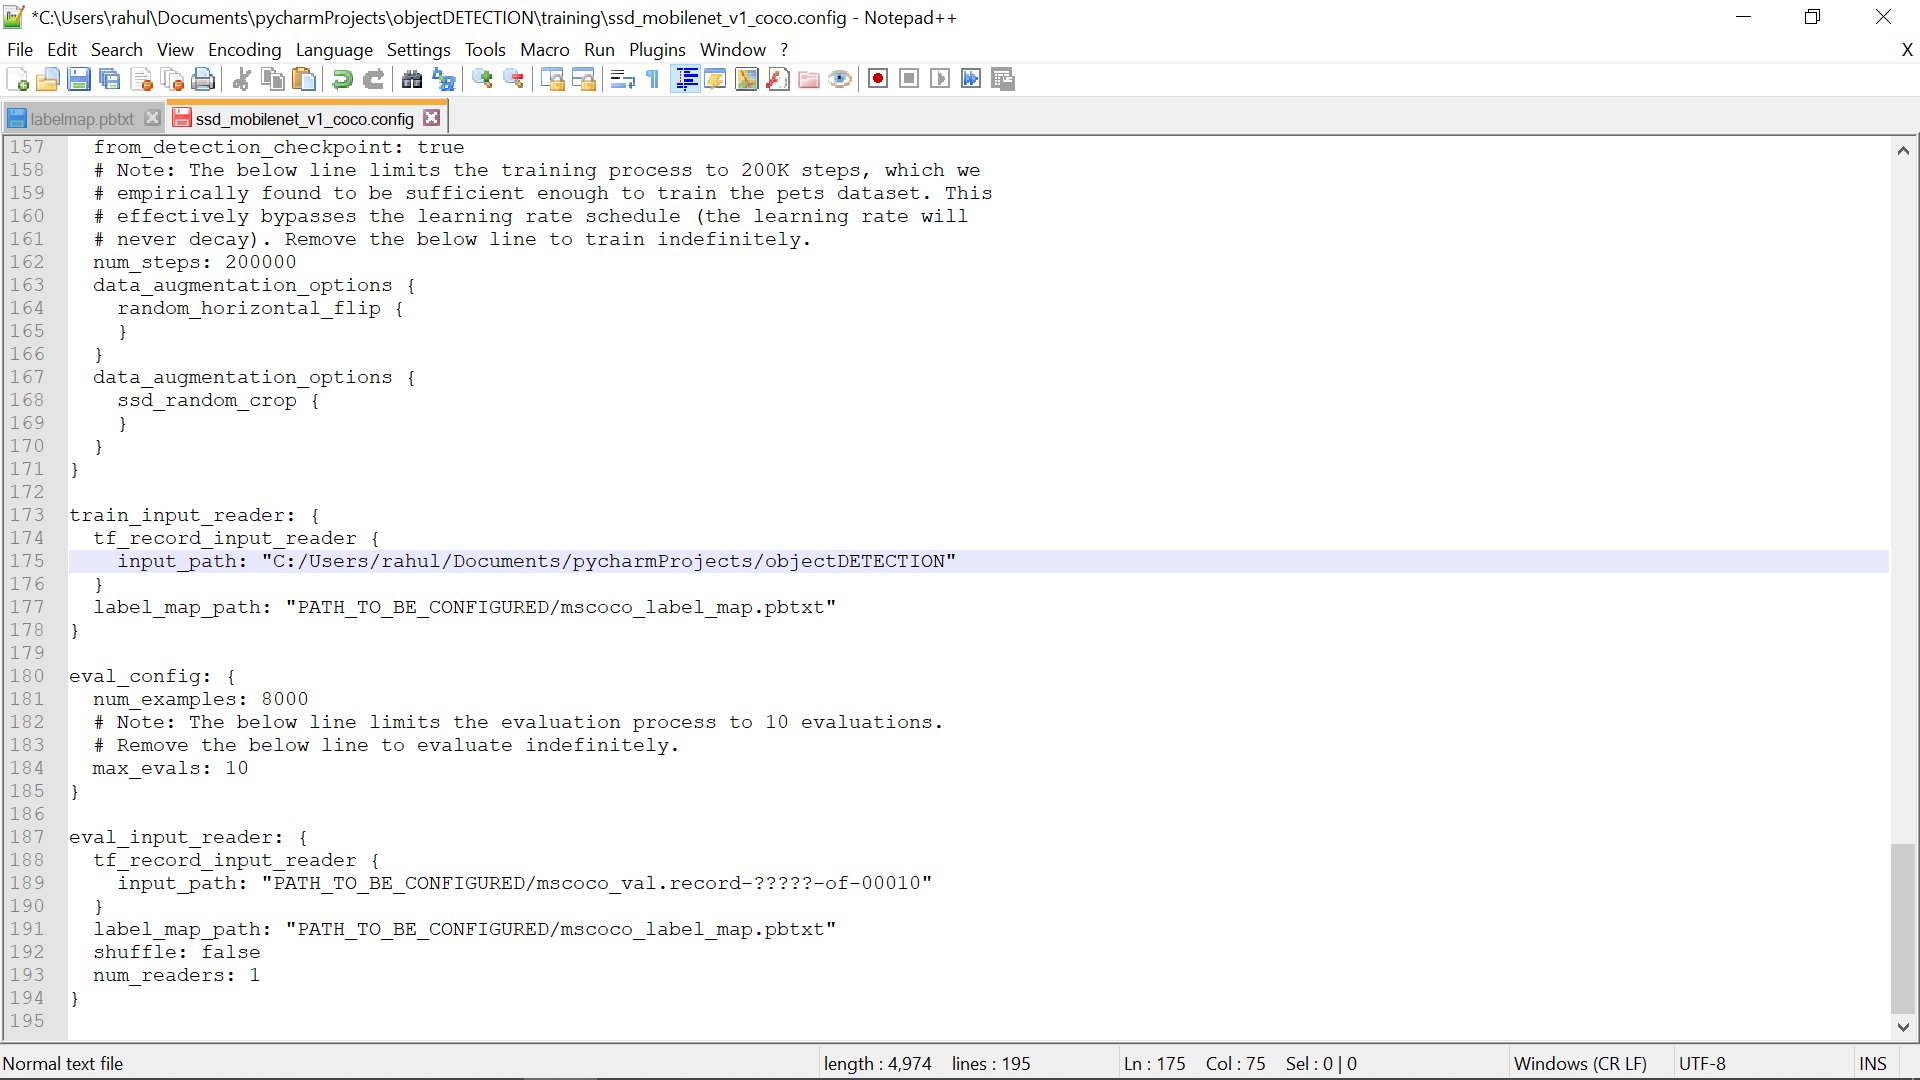 *C:\Users\rahul\Documents\pycharmProjects\objectDETECTION\training\ssd_mobilenet_v1_coco.config - Notepad++
File Edit Search View Encoding Language Settings Tools Macro Run Plugins Window ? X
labelmap.pbtxt ssd_mobilenet_v1_coco.config
157 from_detection_checkpoint: true
158 # Note: The below line limits the training process to 200K steps, which we
159 # empirically found to be sufficient enough to train the pets dataset. This
160 # effectively bypasses the learning rate schedule (the learning rate will
161 # never decay). Remove the below line to train indefinitely.
162 num_steps: 200000
163 data_augmentation_options {
164 random_horizontal_flip {
165 }
166 }
167 data_augmentation_options {
168 ssd_random_crop {
169 }
170 }
171 }
172
173 train_input_reader: {
174 tf_record_input_reader {
175 input_path: "C:/Users/rahul/Documents/pycharmProjects/objectDETECTION"
176 }
177 label_map_path: "PATH_TO_BE_CONFIGURED/mscoco_label_map.pbtxt"
178 }
179
180 eval_config: {
181 num_examples: 8000
182 # Note: The below line limits the evaluation process to 10 evaluations.
183 # Remove the below line to evaluate indefinitely.
184 max_evals: 10
185 }
186
187 eval_input_reader: {
188 tf_record_input_reader {
189 input_path: "PATH_TO_BE_CONFIGURED/mscoco_val.record-?????-of-00010"
190 }
191 label_map_path: "PATH_TO_BE_CONFIGURED/mscoco_label_map.pbtxt"
192 shuffle: false
193 num_readers: 1
194 }
195
Normal text file length : 4,974 lines : 195 Ln : 175 Col : 75 Sel : 0 | 0 Windows (CR LF) UTF-8 INS